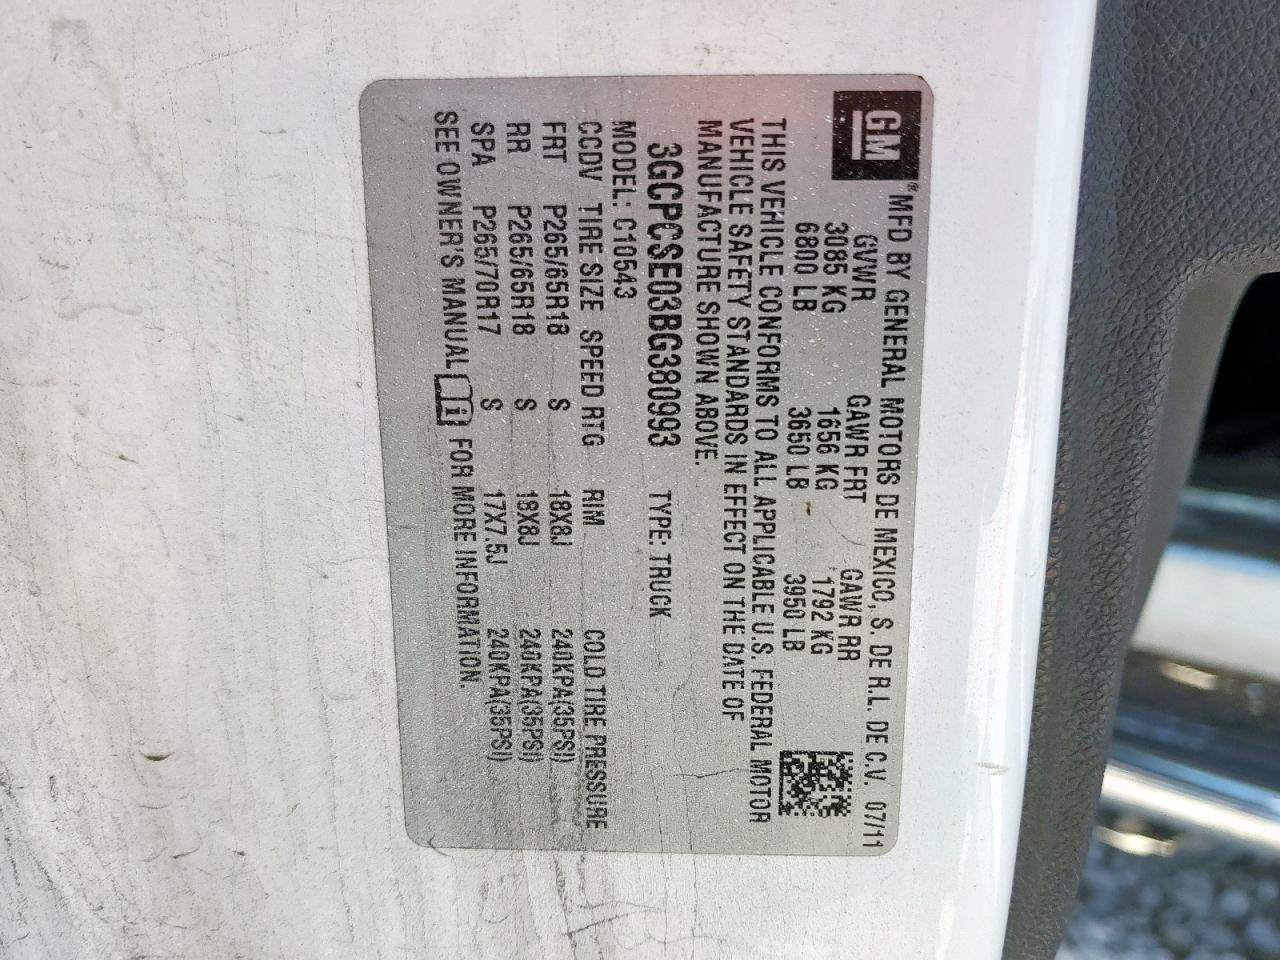 GM
®MFD BY GENERAL MOTORS DE MEXICO, S. DE R.L. DE C.V. 07/11
GVWR GAWR FRT GAWR RR
3085 KG 1656 KG 1792 KG
6800 LB 3650 LB 3950 LB
THIS VEHICLE CONFORMS TO ALL APPLICABLE U.S. FEDERAL MOTOR
VEHICLE SAFETY STANDARDS IN EFFECT ON THE DATE OF
MANUFACTURE SHOWN ABOVE.
3GCPCSE03BG380993 TYPE: TRUCK
MODEL: C10543
CCDV TIRE SIZE SPEED RTG RIM COLD TIRE PRESSURE
FRT P265/65R18 S 18X8J 240KPA(35PSI)
RR P265/65R18 S 18X8J 240KPA(35PSI)
SPA P265/70R17 S 17X7.5J 240KPA(35PSI)
SEE OWNER'S MANUAL i FOR MORE INFORMATION.